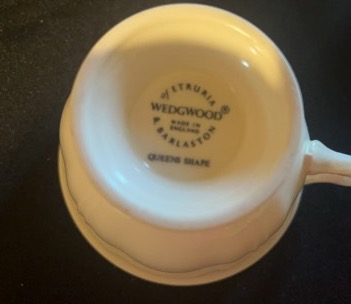 of ETRURIA
WEDGWOOD®
MADE IN
ENGLAND
& BARLASTON
QUEENS SHAPE